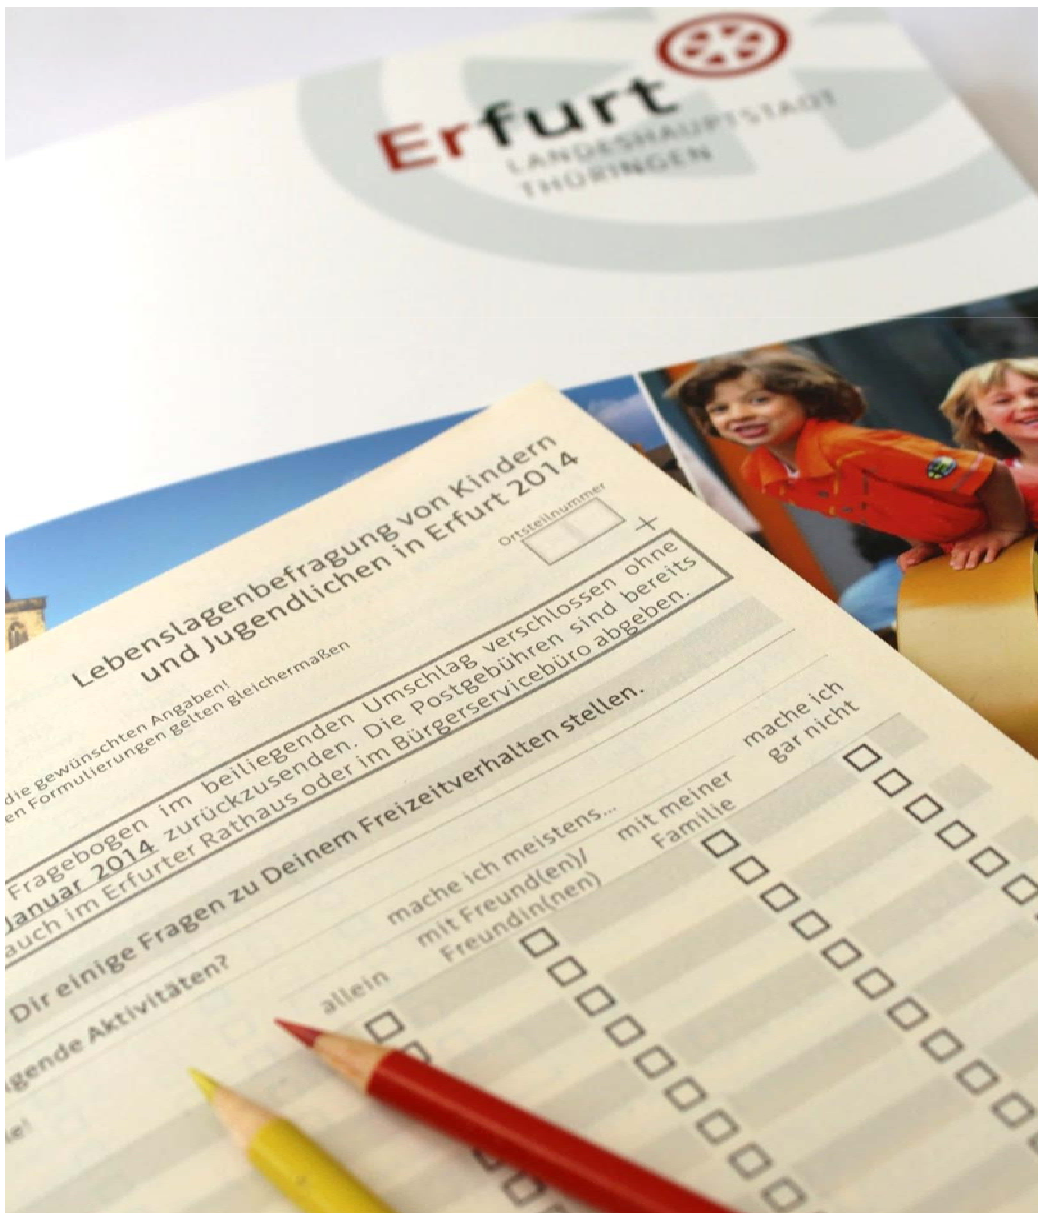 Erfurt
LANDESHAUPTSTADT
THÜRINGEN
Lebenslagenbefragung von Kindern
und Jugendlichen in Erfurt 2014
Ortsteilnummer
die gewünschten Angaben!
en Formulierungen gelten gleichermaßen
Fragebogen im beiliegenden Umschlag verschlossen ohne
Januar 2014 zurückzusenden. Die Postgebühren sind bereits
auch im Erfurter Rathaus oder im Bürgerservicebüro abgeben.
Dir einige Fragen zu Deinem Freizeitverhalten stellen.
gende Aktivitäten?
mache ich meistens...
allein
mit Freund(en)/
Freundin(nen)
mit meiner
Familie
mache ich
gar nicht